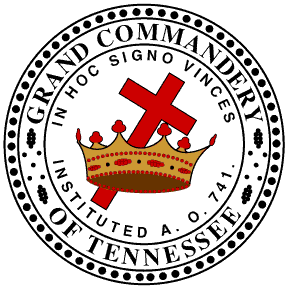 GRAND COMMANDERY
OF TENNESSEE
IN HOC SIGNO VINCES
INSTITUTED A. O. 741.